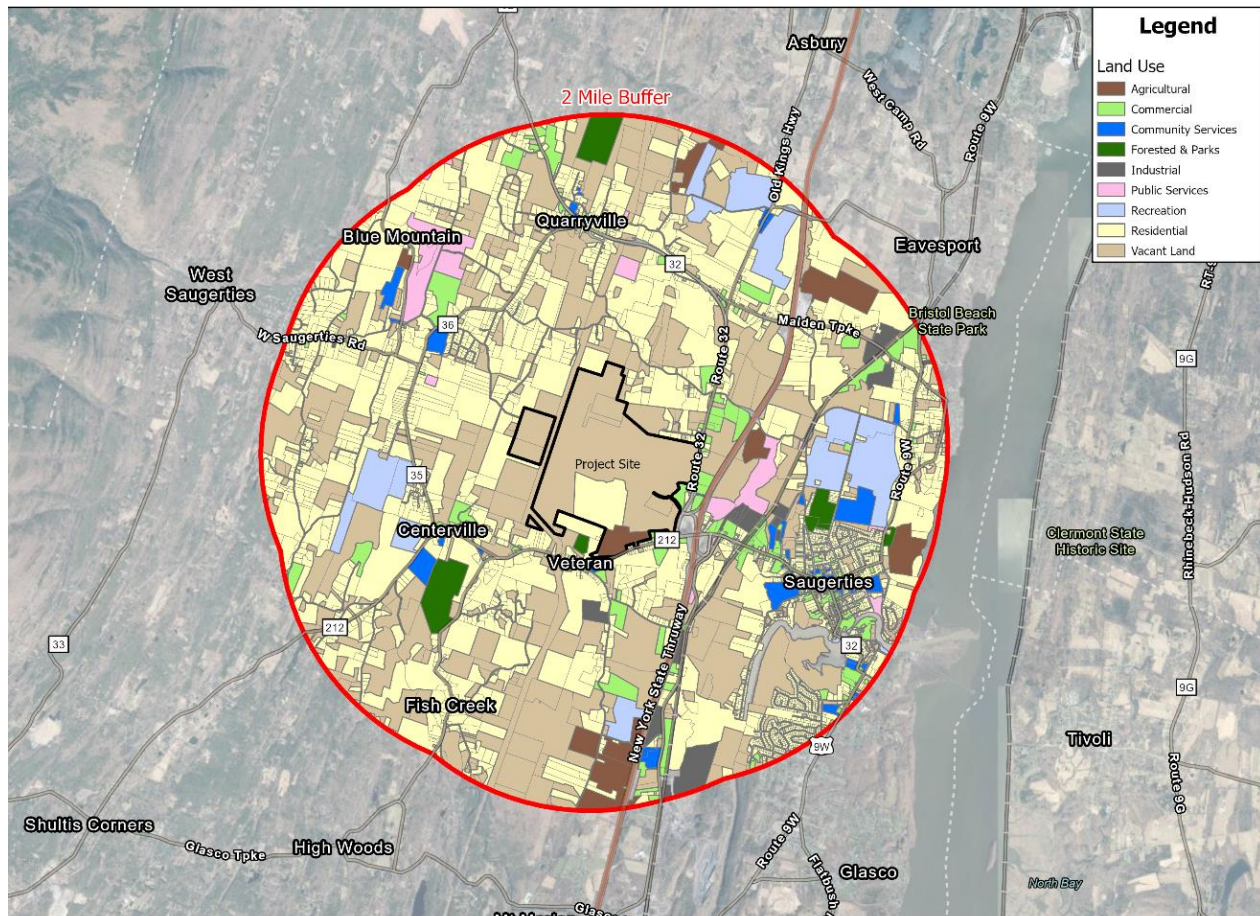 Legend
Land Use
Agricultural
Commercial
Community Services
Forested & Parks
Industrial
Public Services
Recreation
Residential
Vacant Land
2 Mile Buffer
Asbury
West Camp Rd
Route 9W
Old Kings Hwy
Quarryville
Blue Mountain
Eavesport
West
Saugerties
32
Bristol Beach
State Park
Malden Tpke
36
W Saugerties Rd
Route 32
9G
Project Site
Route 32
Route 9W
Rhinebeck-Hudson Rd
35
Centerville
212
Veteran
Clermont State
Historic Site
Saugerties
212
33
32
New York State Thruway
Fish Creek
9G
9W
Tivoli
Route 9G
Shultis Corners
Glasco Tpke
High Woods
Route 9W
Glasco
North Bay